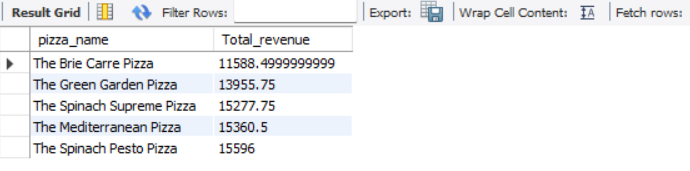 Result Grid Filter Rows: Export: Wrap Cell Content: IA Fetch rows:
pizza_name Total_revenue
The Brie Carre Pizza 11588.4999999999
The Green Garden Pizza 13955.75
The Spinach Supreme Pizza 15277.75
The Mediterranean Pizza 15360.5
The Spinach Pesto Pizza 15596